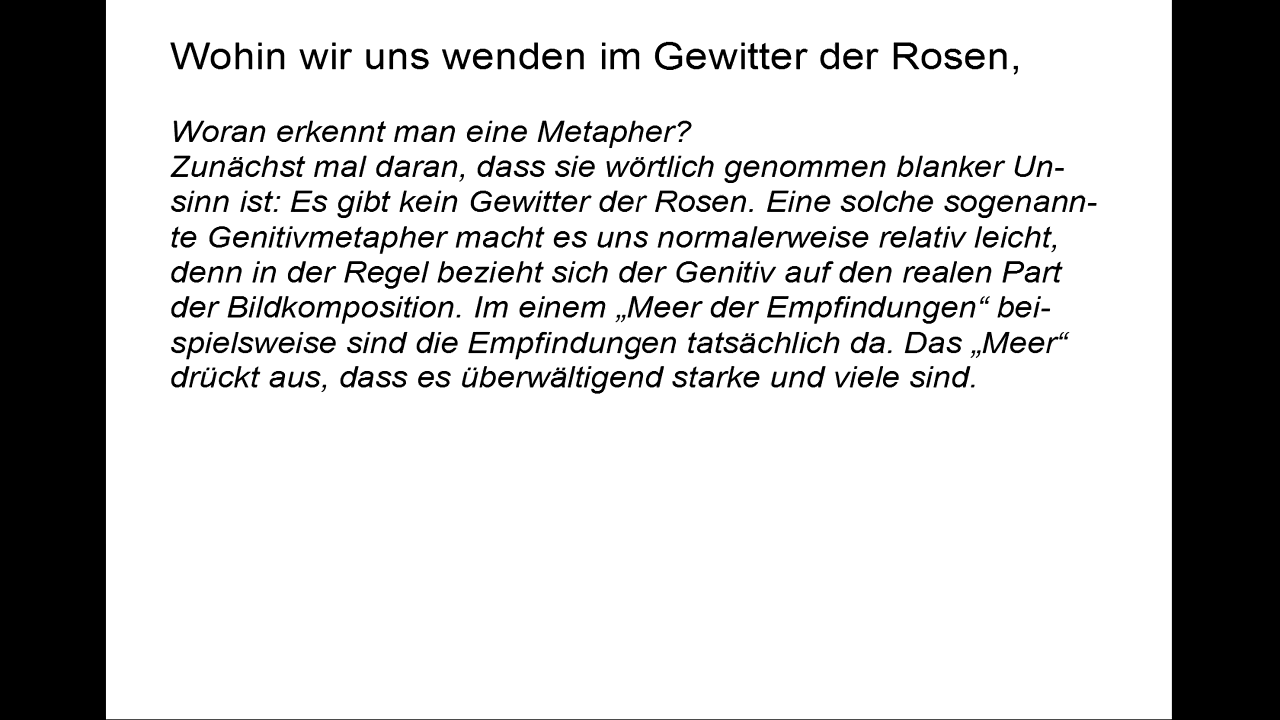 Wohin wir uns wenden im Gewitter der Rosen,
Woran erkennt man eine Metapher?
Zunächst mal daran, dass sie wörtlich genommen blanker Un-
sinn ist: Es gibt kein Gewitter der Rosen. Eine solche sogenann-
te Genitivmetapher macht es uns normalerweise relativ leicht,
denn in der Regel bezieht sich der Genitiv auf den realen Part
der Bildkomposition. Im einem „Meer der Empfindungen“ bei-
spielsweise sind die Empfindungen tatsächlich da. Das „Meer“
drückt aus, dass es überwältigend starke und viele sind.